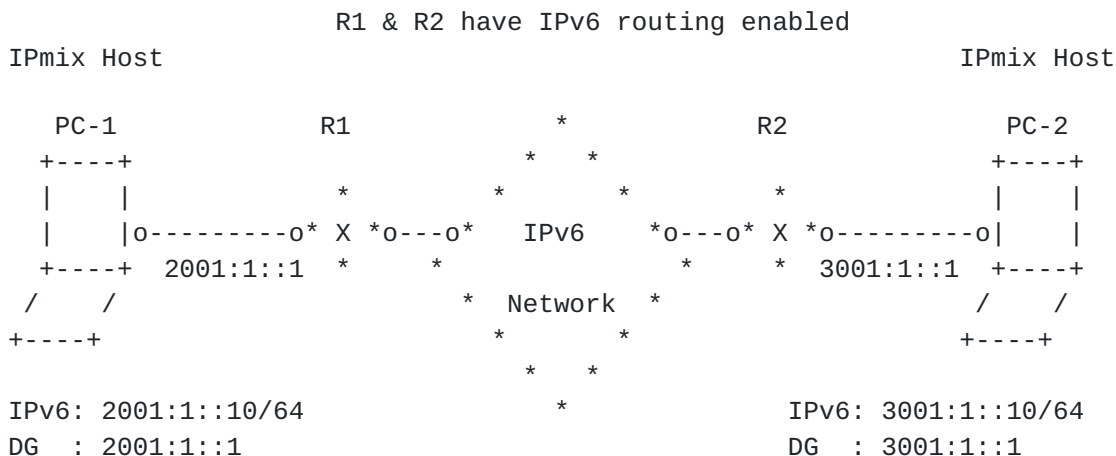 R1 & R2 have IPv6 routing enabled
IPmix Host IPmix Host
PC-1 R1 R2 PC-2
X IPv6 X
2001:1::1 3001:1::1
Network
IPv6: 2001:1::10/64 IPv6: 3001:1::10/64
DG : 2001:1::1 DG : 3001:1::1